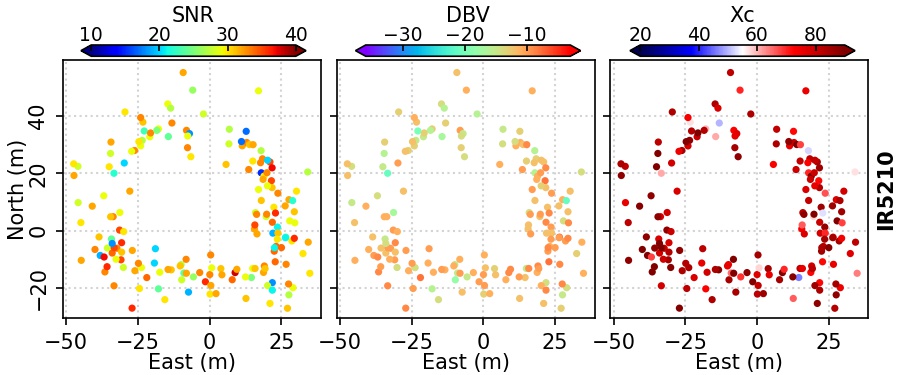 SNR DBV Xc
10 20 30 40 −30 −20 −10 20 40 60 80
North (m)
40
20
0
−20
−50 −25 0 25 −50 −25 0 25 −50 −25 0 25
East (m) East (m) East (m)
IR5210